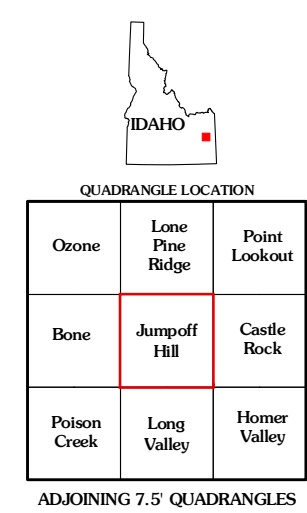 IDAHO
QUADRANGLE LOCATION
Ozone
Lone
Pine
Ridge
Point
Lookout
Bone
Jumpoff
Hill
Castle
Rock
Poison
Creek
Long
Valley
Homer
Valley
ADJOINING 7.5' QUADRANGLES